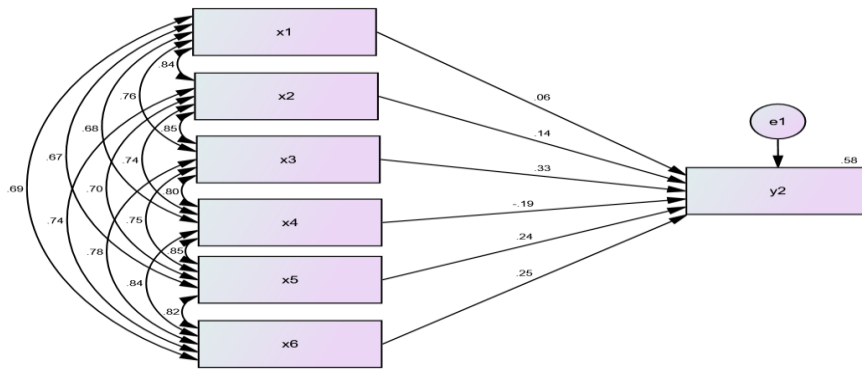 x1
.84
x2
.06
.76
.14
e1
.85
.68
x3
.33
.58
.67
.74
y2
.80
.69
.70
x4
-.19
.74
.75
.24
.85
.78
x5
.25
.84
.82
x6